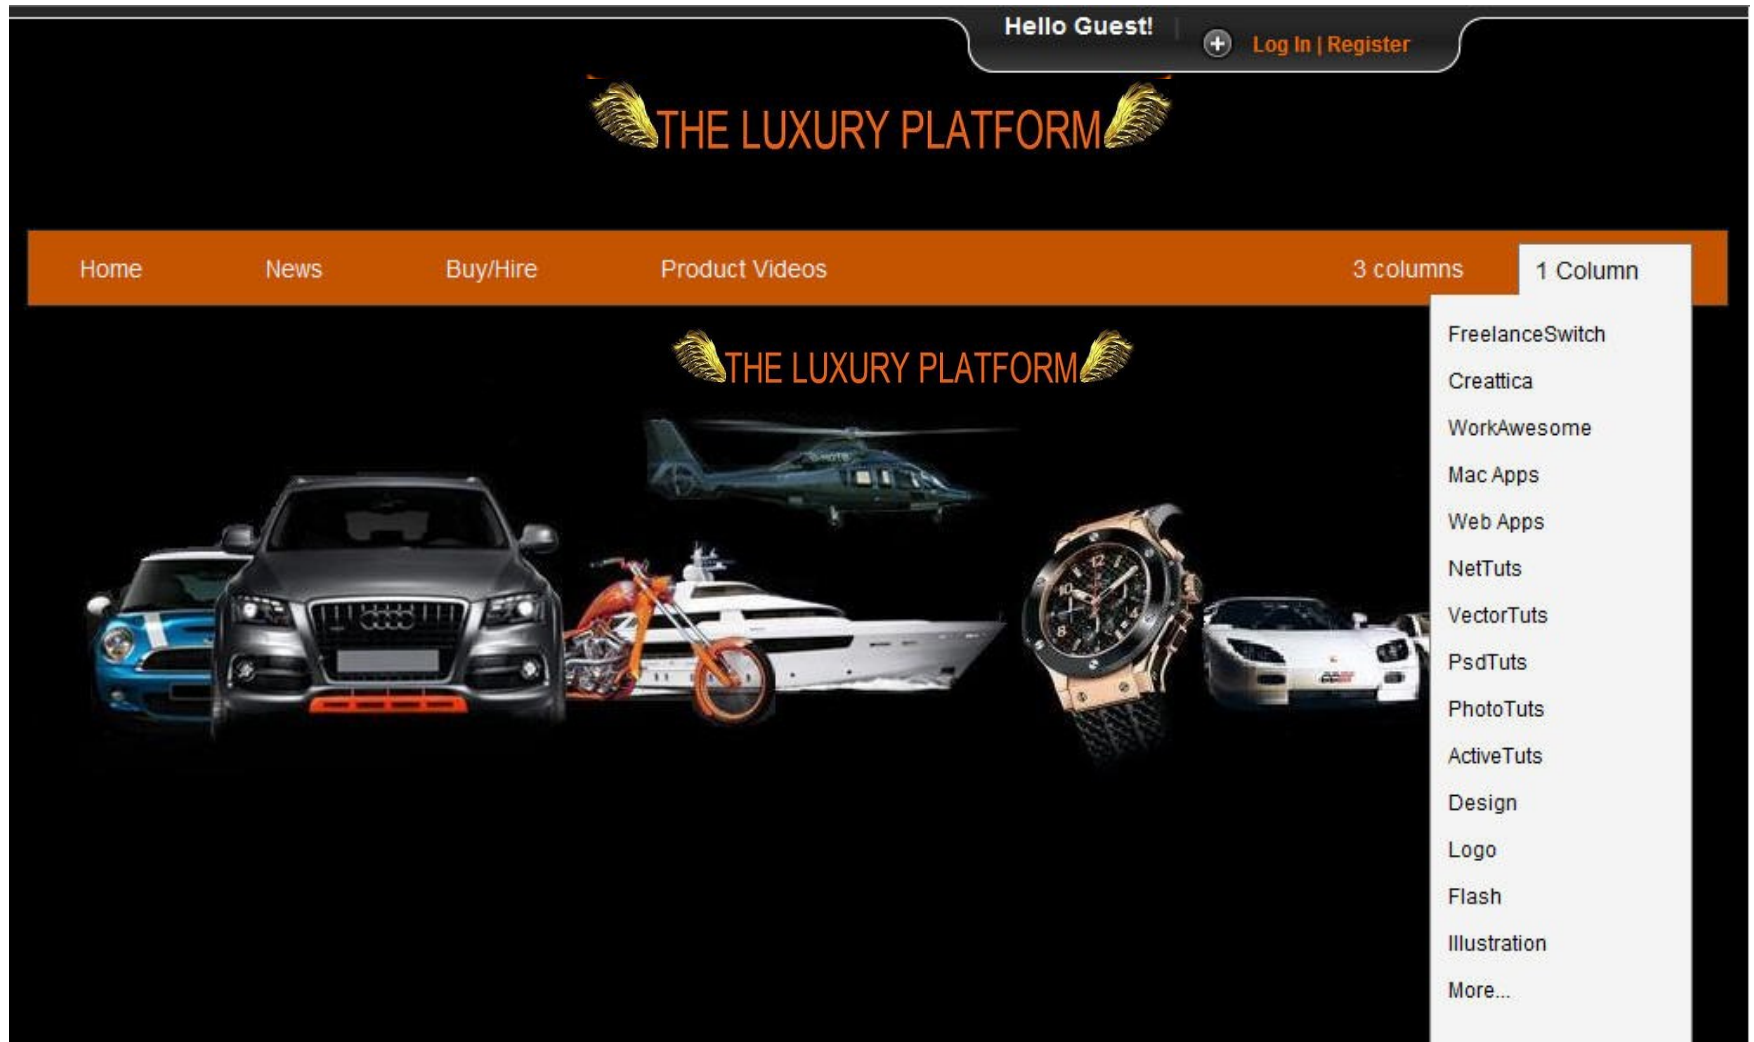 Hello Guest!
Log In | Register
THE LUXURY PLATFORM
Home News Buy/Hire Product Videos 3 columns 1 Column
THE LUXURY PLATFORM
FreelanceSwitch
Creattica
WorkAwesome
Mac Apps
Web Apps
NetTuts
VectorTuts
PsdTuts
PhotoTuts
ActiveTuts
Design
Logo
Flash
Illustration
More...